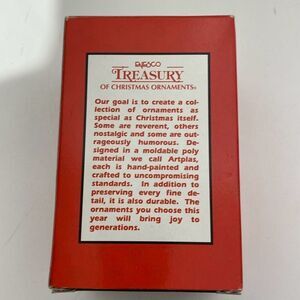 ENESCO
TREASURY
OF CHRISTMAS ORNAMENTS®
Our goal is to create a col-
lection of ornaments as
special as Christmas itself.
Some are reverent, others
nostalgic and some are out-
rageously humorous. De-
signed in a moldable poly
material we call Artplas,
each is hand-painted and
crafted to uncompromising
standards. In addition to
preserving every fine de-
tail, it is also durable. The
ornaments you choose this
year will bring joy to
generations.